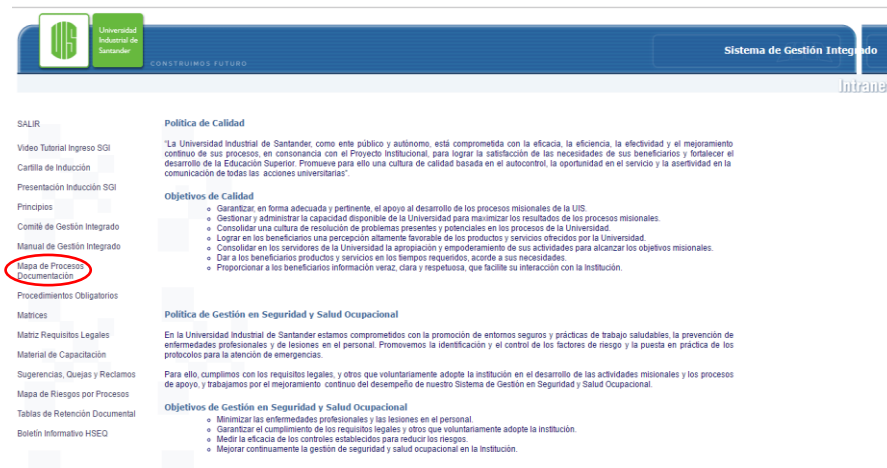 Universidad
Industrial de
Santander
CONSTRUIMOS FUTURO
Sistema de Gestión Integrado
Intrane
SALIR
Video Tutorial Ingreso SGI
Cartilla de Inducción
Presentación Inducción SGI
Principios
Comité de Gestión Integrado
Manual de Gestión Integrado
Mapa de Procesos
Documentación
Procedimientos Obligatorios
Matrices
Matriz Requisitos Legales
Material de Capacitación
Sugerencias, Quejas y Reclamos
Mapa de Riesgos por Procesos
Tablas de Retención Documental
Boletín Informativo HSEQ
Política de Calidad
"La Universidad Industrial de Santander, como ente público y autónomo, está comprometida con la eficacia, la eficiencia, la efectividad y el mejoramiento
continuo de sus procesos, en consonancia con el Proyecto Institucional, para lograr la satisfacción de las necesidades de sus beneficiarios y fortalecer el
desarrollo de la Educación Superior. Promueve para ello una cultura de calidad basada en el autocontrol, la oportunidad en el servicio y la asertividad en la
comunicación de todas las acciones universitarias".
Objetivos de Calidad
Garantizar, en forma adecuada y pertinente, el apoyo al desarrollo de los procesos misionales de la UIS.
Gestionar y administrar la capacidad disponible de la Universidad para maximizar los resultados de los procesos misionales.
Consolidar una cultura de resolución de problemas presentes y potenciales en los procesos de la Universidad.
Lograr en los beneficiarios una percepción altamente favorable de los productos y servicios ofrecidos por la Universidad.
Consolidar en los servidores de la Universidad la apropiación y empoderamiento de sus actividades para alcanzar los objetivos misionales.
Dar a los beneficiarios productos y servicios en los tiempos requeridos, acorde a sus necesidades.
Proporcionar a los beneficiarios información veraz, clara y respetuosa, que facilite su interacción con la Institución.
Política de Gestión en Seguridad y Salud Ocupacional
En la Universidad Industrial de Santander estamos comprometidos con la promoción de entornos seguros y prácticas de trabajo saludables, la prevención de
enfermedades profesionales y de lesiones en el personal. Promovemos la identificación y el control de los factores de riesgo y la puesta en práctica de los
protocolos para la atención de emergencias.
Para ello, cumplimos con los requisitos legales, y otros que voluntariamente adopte la institución en el desarrollo de las actividades misionales y los procesos
de apoyo, y trabajamos por el mejoramiento continuo del desempeño de nuestro Sistema de Gestión en Seguridad y Salud Ocupacional.
Objetivos de Gestión en Seguridad y Salud Ocupacional
Minimizar las enfermedades profesionales y las lesiones en el personal.
Garantizar el cumplimiento de los requisitos legales y otros que voluntariamente adopte la institución.
Medir la eficacia de los controles establecidos para reducir los riesgos.
Mejorar continuamente la gestión de seguridad y salud ocupacional en la Institución.